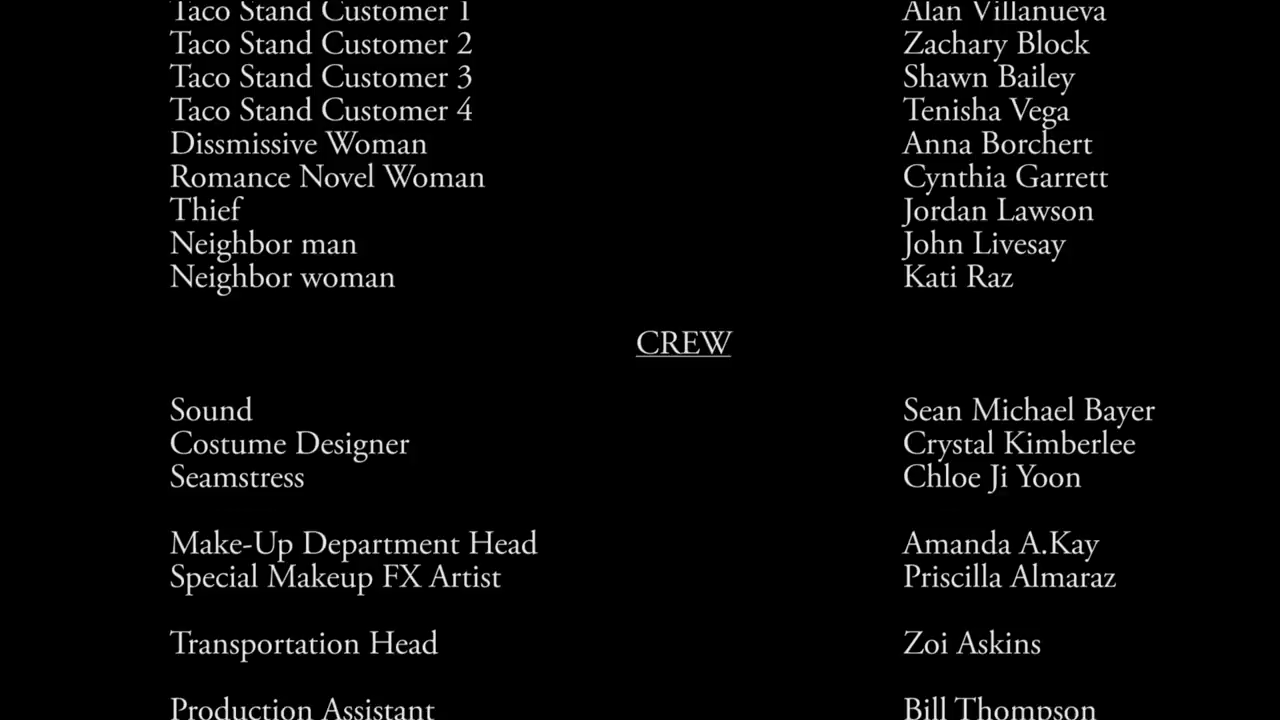 Taco Stand Customer 1 Alan Villanueva
Taco Stand Customer 2 Zachary Block
Taco Stand Customer 3 Shawn Bailey
Taco Stand Customer 4 Tenisha Vega
Dissmissive Woman Anna Borchert
Romance Novel Woman Cynthia Garrett
Thief Jordan Lawson
Neighbor man John Livesay
Neighbor woman Kati Raz
CREW
Sound Sean Michael Bayer
Costume Designer Crystal Kimberlee
Seamstress Chloe Ji Yoon
Make-Up Department Head Amanda A.Kay
Special Makeup FX Artist Priscilla Almaraz
Transportation Head Zoi Askins
Production Assistant Bill Thompson